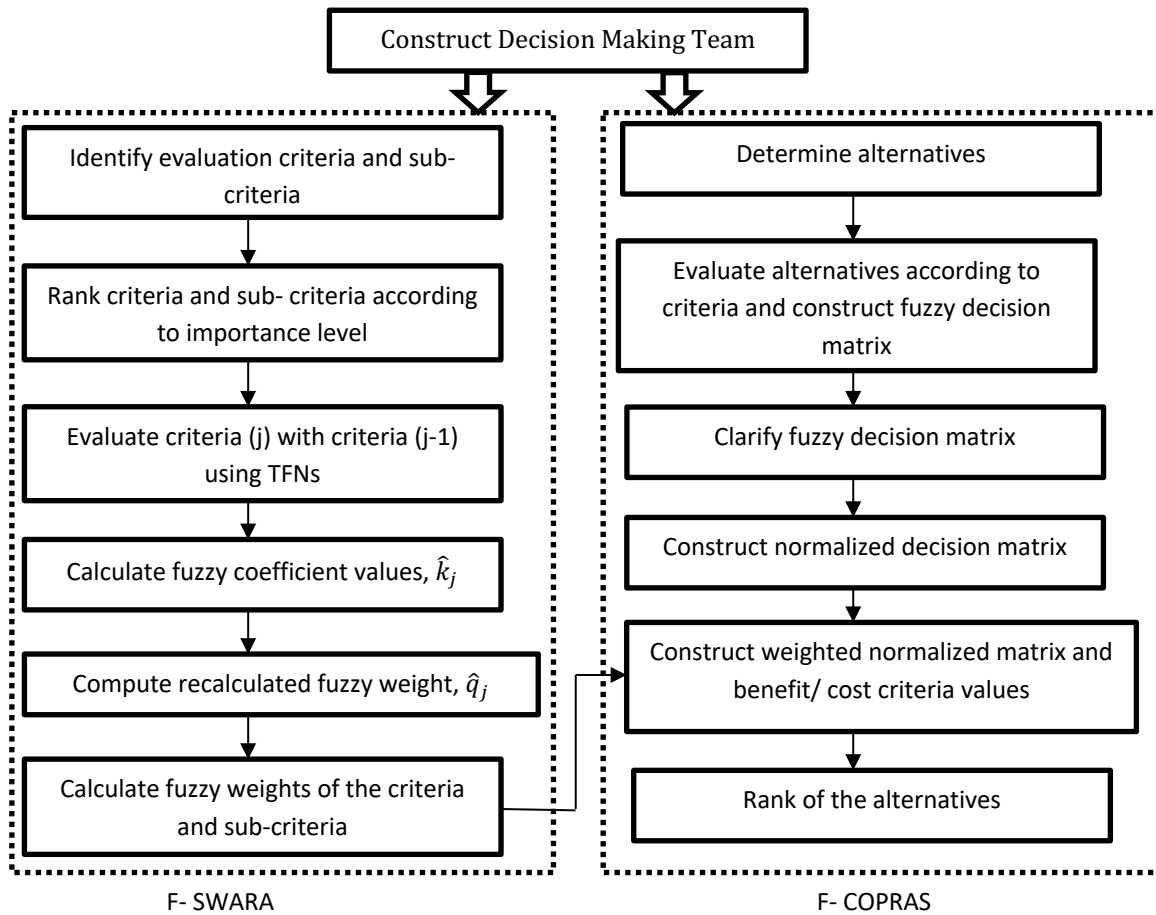 Construct Decision Making Team
Identify evaluation criteria and sub-
criteria
Rank criteria and sub- criteria according
to importance level
Evaluate criteria (j) with criteria (j-1)
using TFNs
Calculate fuzzy coefficient values, k̂ⱼ
Compute recalculated fuzzy weight, q̂ⱼ
Calculate fuzzy weights of the criteria
and sub-criteria
F- SWARA
Determine alternatives
Evaluate alternatives according to
criteria and construct fuzzy decision
matrix
Clarify fuzzy decision matrix
Construct normalized decision matrix
Construct weighted normalized matrix and
benefit/ cost criteria values
Rank of the alternatives
F- COPRAS